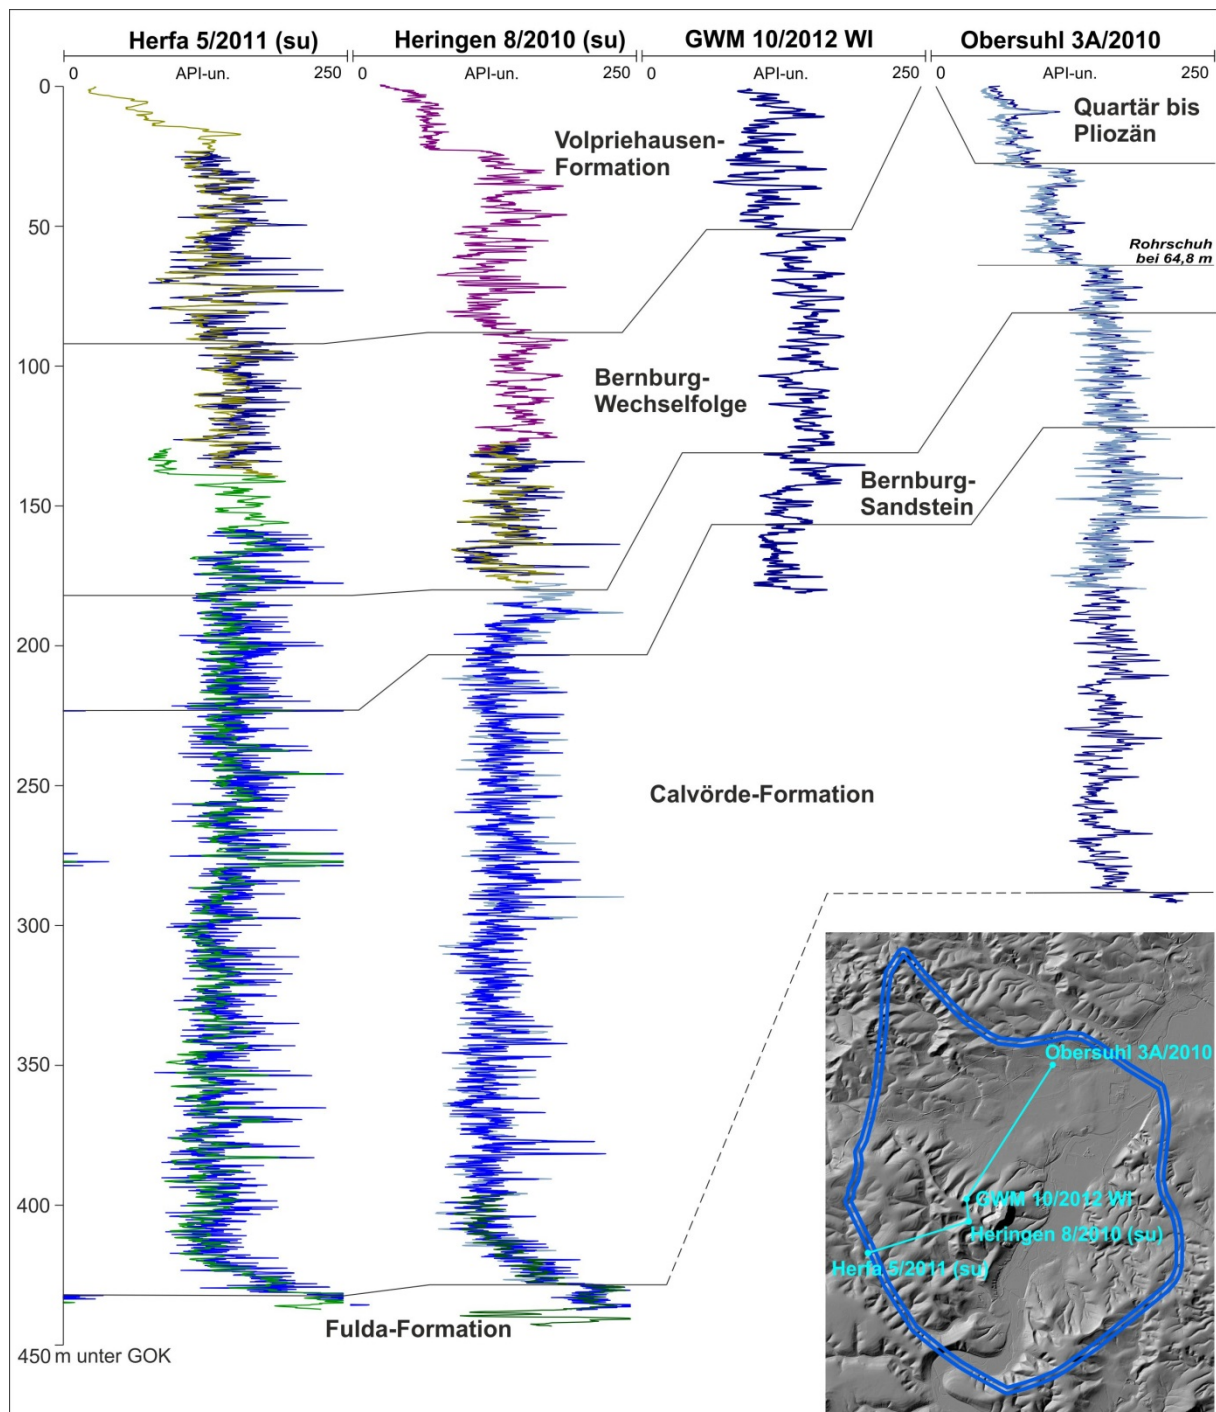 Herfa 5/2011 (su)
Heringen 8/2010 (su)
GWM 10/2012 WI
Obersuhl 3A/2010
0 API-un. 250
0 API-un. 250
0 API-un. 250
0 API-un. 250
0
50
100
150
200
250
300
350
400
450 m unter GOK
Quartär bis
Pliozän
Volpriehausen-
Formation
Rohrschuh
bei 64,8 m
Bernburg-
Wechselfolge
Bernburg-
Sandstein
Calvörde-Formation
Fulda-Formation
Obersuhl 3A/2010
GWM 10/2012 WI
Heringen 8/2010 (su)
Herfa 5/2011 (su)